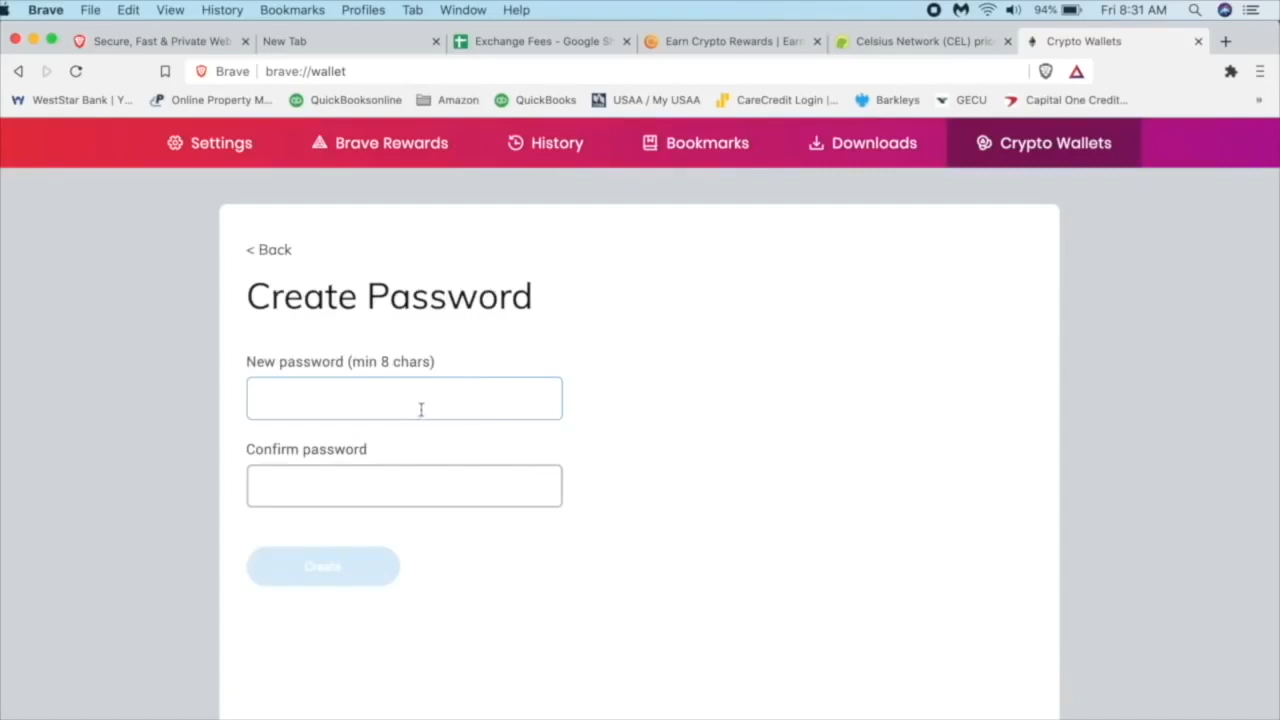 Brave File Edit View History Bookmarks Profiles Tab Window Help 94% Fri 8:31 AM
Secure, Fast & Private Web New Tab Exchange Fees - Google Sh Earn Crypto Rewards | Earn Celsius Network (CEL) pric Crypto Wallets
Brave brave://wallet
WestStar Bank | Y... Online Property M... QuickBooksonline Amazon QuickBooks USAA / My USAA CareCredit Login |... Barkleys GECU Capital One Credit... »
Settings Brave Rewards History Bookmarks Downloads Crypto Wallets
< Back
Create Password
New password (min 8 chars)
Confirm password
Create